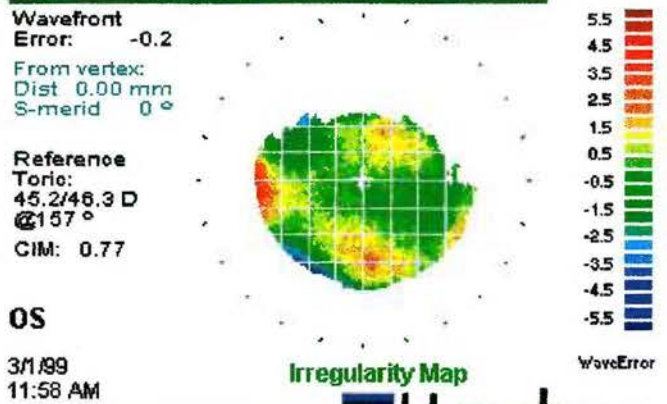 Wavefront
Error: -0.2
From vertex:
Dist 0.00 mm
S-merid 0 °
Reference
Toric:
45.2/46.3 D
@157 °
CIM: 0.77
OS
3/1/99
11:58 AM
Irregularity Map
5.5
4.5
3.5
2.5
1.5
0.5
-0.5
-1.5
-2.5
-3.5
-4.5
-5.5
WaveError